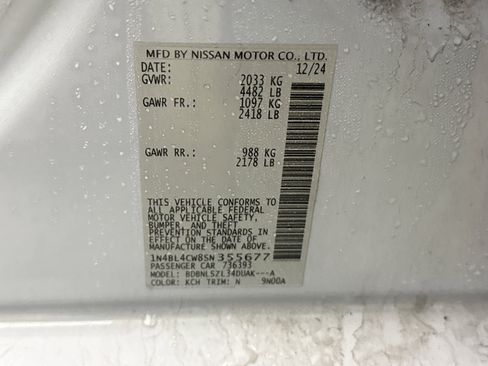 MFD BY NISSAN MOTOR CO., LTD.
DATE: 12/24
GVWR: 2033 KG
4482 LB
GAWR FR.: 1097 KG
2418 LB
GAWR RR.: 988 KG
2178 LB
THIS VEHICLE CONFORMS TO
ALL APPLICABLE FEDERAL
MOTOR VEHICLE SAFETY,
BUMPER, AND THEFT
PREVENTION STANDARDS IN
EFFECT ON THE DATE OF
MANUFACTURE SHOWN ABOVE.
1N4BL4CW8SN355677
PASSENGER CAR 736393
MODEL: BDBNLSZL34DUAK---A
COLOR: KCH TRIM: N 9N00A